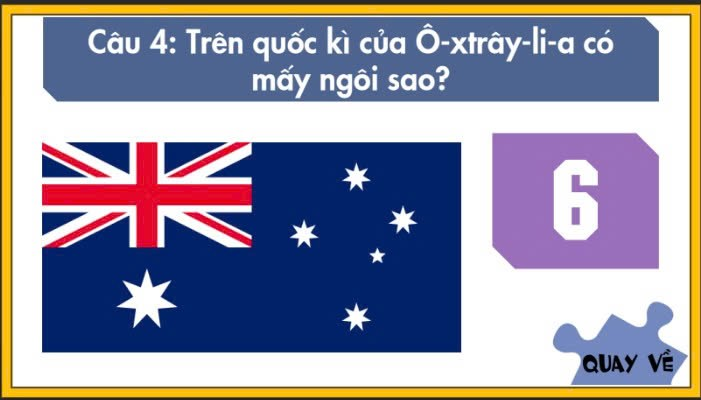 Câu 4: Trên quốc kì của Ô-xtrây-li-a có
mấy ngôi sao?
6
QUAY VỀ